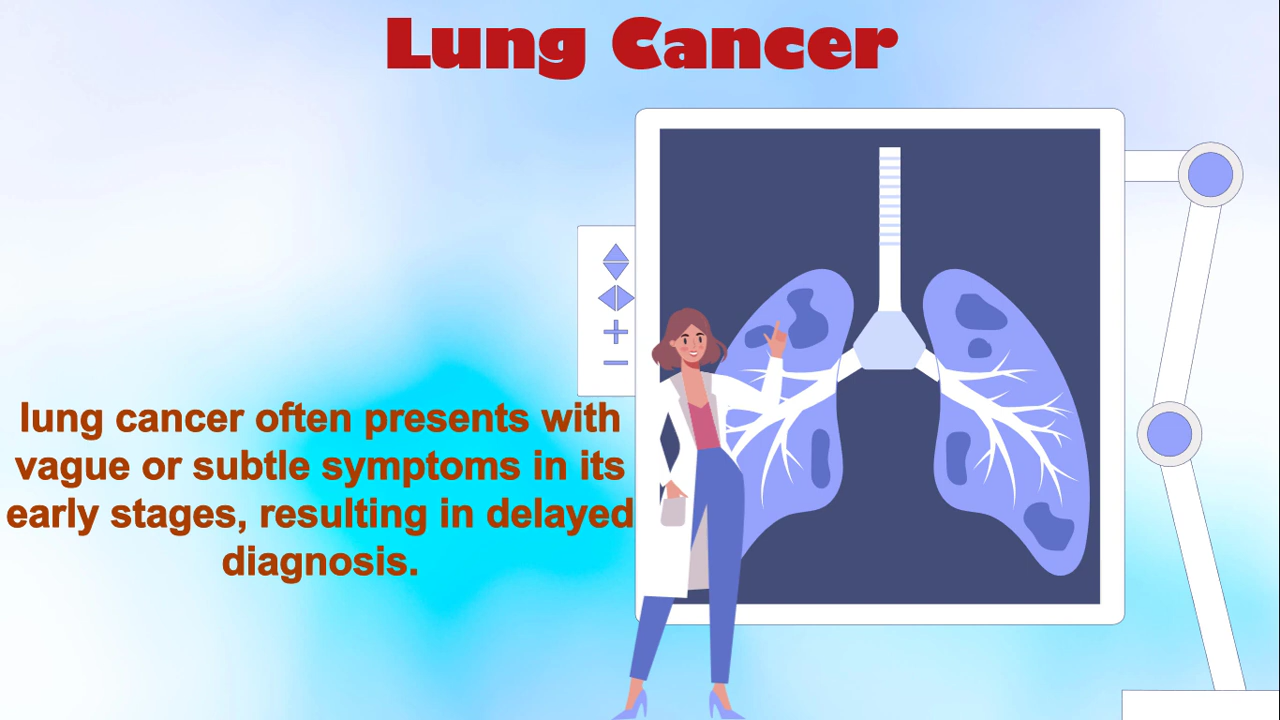 Lung Cancer
lung cancer often presents with
vague or subtle symptoms in its
early stages, resulting in delayed
diagnosis.